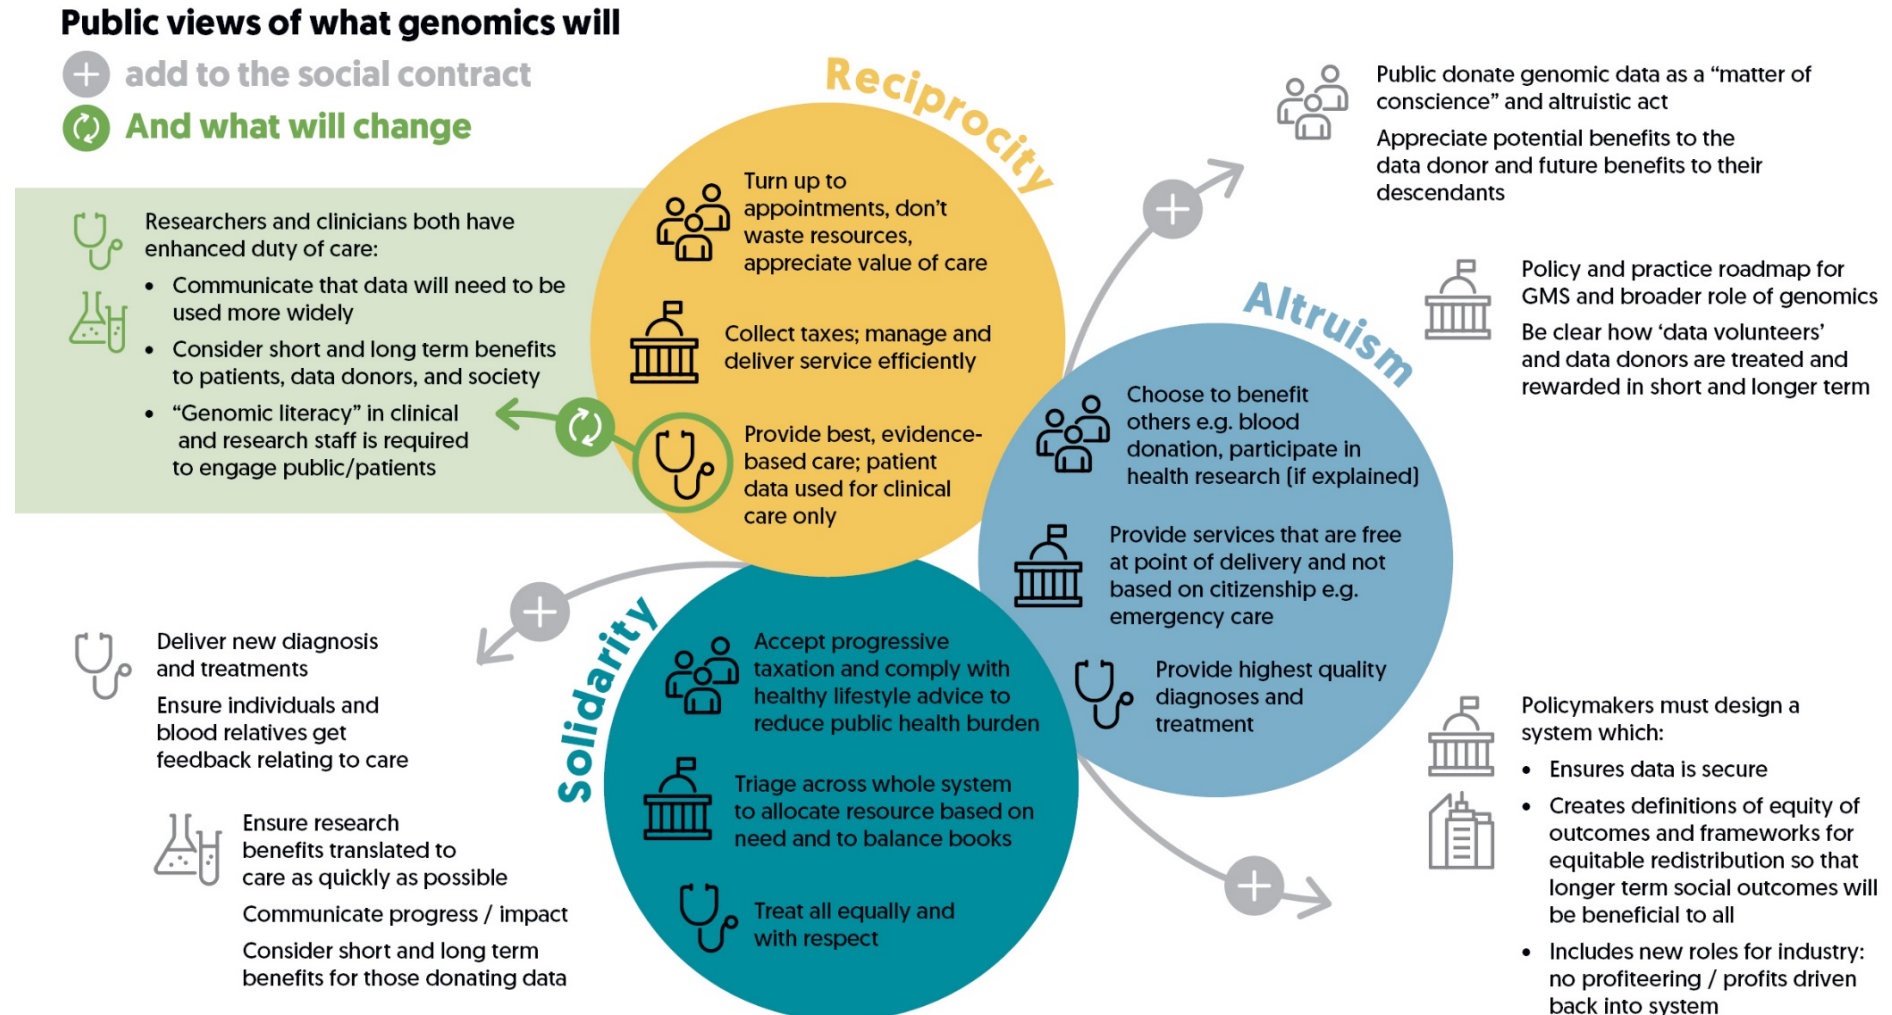 Public views of what genomics will
add to the social contract
And what will change
Researchers and clinicians both have
enhanced duty of care:
• Communicate that data will need to be
used more widely
• Consider short and long term benefits
to patients, data donors, and society
• “Genomic literacy” in clinical
and research staff is required
to engage public/patients
Reciprocity
Turn up to
appointments, don’t
waste resources,
appreciate value of care
Collect taxes; manage and
deliver service efficiently
Provide best, evidence-
based care; patient
data used for clinical
care only
Public donate genomic data as a “matter of
conscience” and altruistic act
Appreciate potential benefits to the
data donor and future benefits to their
descendants
Policy and practice roadmap for
GMS and broader role of genomics
Be clear how ‘data volunteers’
and data donors are treated and
rewarded in short and longer term
Altruism
Choose to benefit
others e.g. blood
donation, participate in
health research (if explained)
Provide services that are free
at point of delivery and not
based on citizenship e.g.
emergency care
Provide highest quality
diagnoses and
treatment
Solidarity
Accept progressive
taxation and comply with
healthy lifestyle advice to
reduce public health burden
Triage across whole system
to allocate resource based on
need and to balance books
Treat all equally and
with respect
Deliver new diagnosis
and treatments
Ensure individuals and
blood relatives get
feedback relating to care
Ensure research
benefits translated to
care as quickly as possible
Communicate progress / impact
Consider short and long term
benefits for those donating data
Policymakers must design a
system which:
• Ensures data is secure
• Creates definitions of equity of
outcomes and frameworks for
equitable redistribution so that
longer term social outcomes will
be beneficial to all
• Includes new roles for industry:
no profiteering / profits driven
back into system